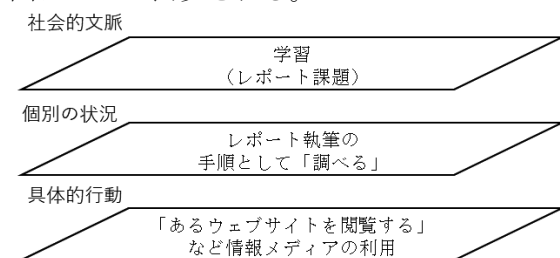 社会的文脈
学習
（レポート課題）
個別の状況
レポート執筆の
手順として「調べる」
具体的行動
「あるウェブサイトを閲覧する」
など情報メディアの利用